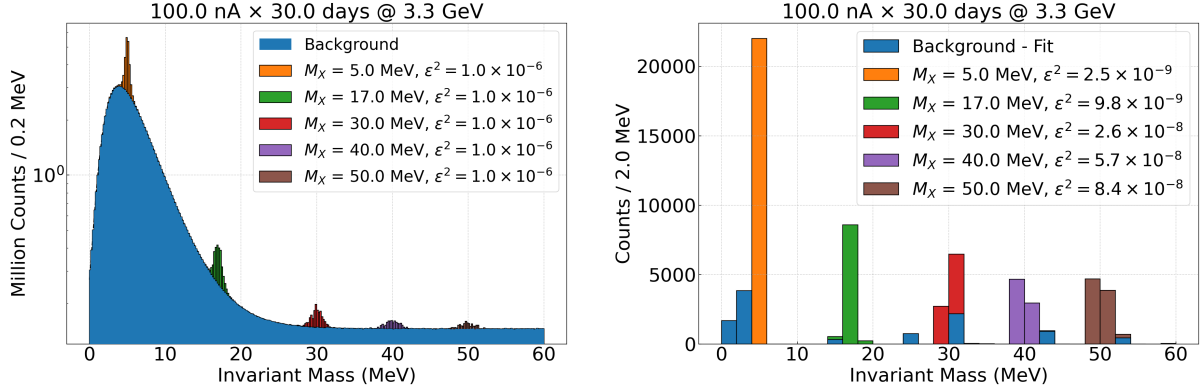 100.0 nA × 30.0 days @ 3.3 GeV
Million Counts / 0.2 MeV
10⁰
Background
M_X = 5.0 MeV, ε² = 1.0 × 10⁻⁶
M_X = 17.0 MeV, ε² = 1.0 × 10⁻⁶
M_X = 30.0 MeV, ε² = 1.0 × 10⁻⁶
M_X = 40.0 MeV, ε² = 1.0 × 10⁻⁶
M_X = 50.0 MeV, ε² = 1.0 × 10⁻⁶
0 10 20 30 40 50 60
Invariant Mass (MeV)
100.0 nA × 30.0 days @ 3.3 GeV
Counts / 2.0 MeV
20000
15000
10000
5000
0
Background - Fit
M_X = 5.0 MeV, ε² = 2.5 × 10⁻⁹
M_X = 17.0 MeV, ε² = 9.8 × 10⁻⁹
M_X = 30.0 MeV, ε² = 2.6 × 10⁻⁸
M_X = 40.0 MeV, ε² = 5.7 × 10⁻⁸
M_X = 50.0 MeV, ε² = 8.4 × 10⁻⁸
0 10 20 30 40 50 60
Invariant Mass (MeV)